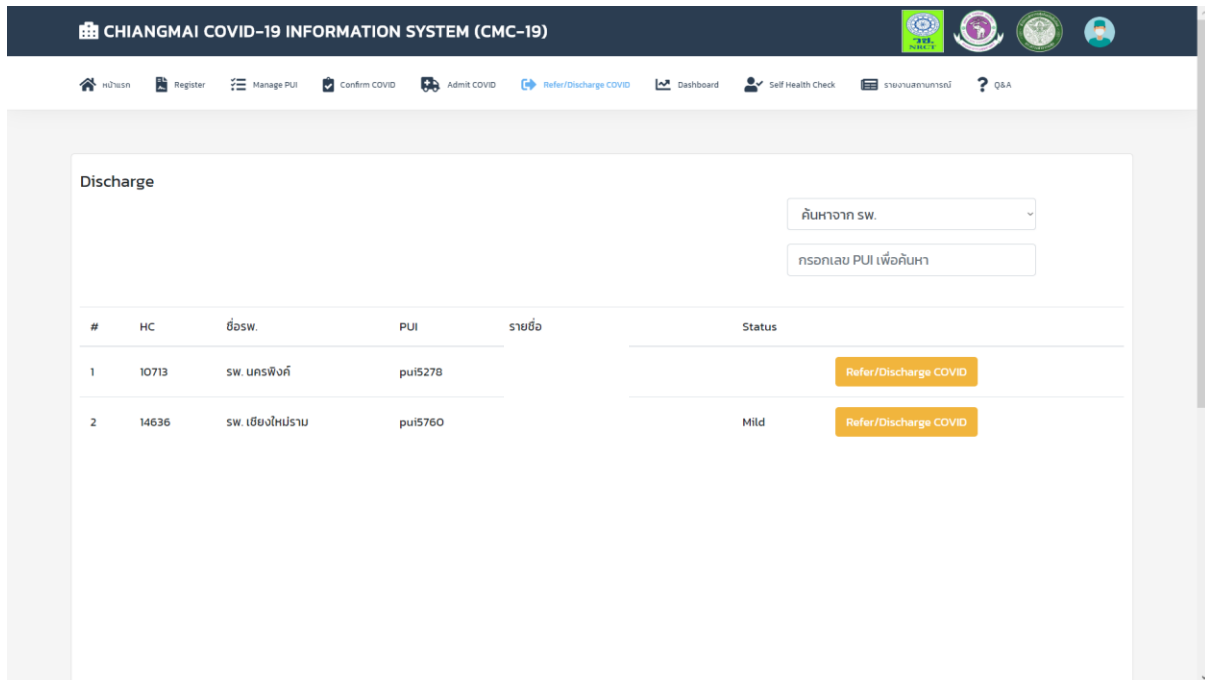 CHIANGMAI COVID-19 INFORMATION SYSTEM (CMC-19)
วช.
NRCT
หน้าแรก Register Manage PUI Confirm COVID Admit COVID Refer/Discharge COVID Dashboard Self Health Check รายงานสถานการณ์ Q&A
Discharge
ค้นหาจาก รพ.
กรอกเลข PUI เพื่อค้นหา
# HC ชื่อรพ. PUI รายชื่อ Status
1 10713 รพ. นครพิงค์ pui5278 Refer/Discharge COVID
2 14636 รพ. เชียงใหม่ราม pui5760 Mild Refer/Discharge COVID